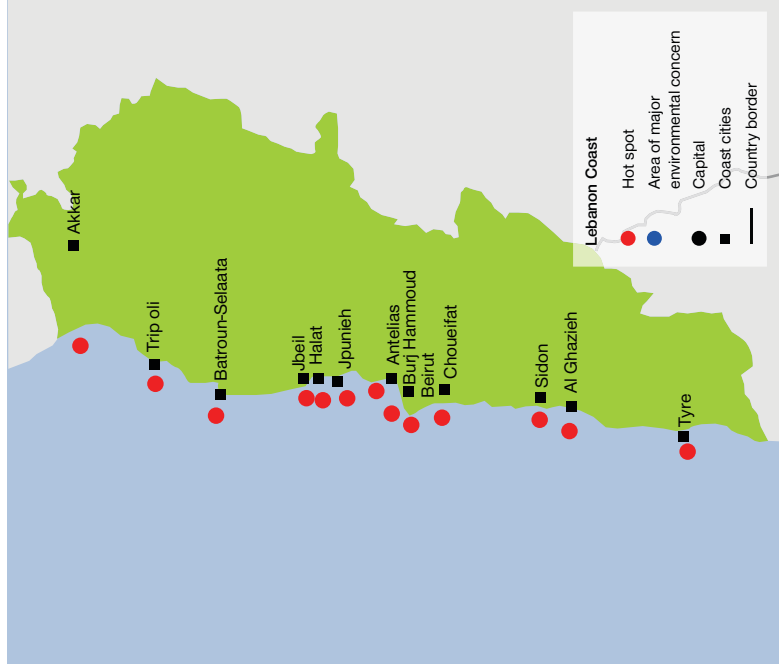 Akkar
Trip oli
Batroun-Selaata
Jbeil
Halat
Jpunieh
Antelias
Burj Hammoud
Beirut
Choueifat
Sidon
Al Ghazieh
Tyre
Lebanon Coast
Hot spot
Area of major
environmental concern
Capital
Coast cities
Country border